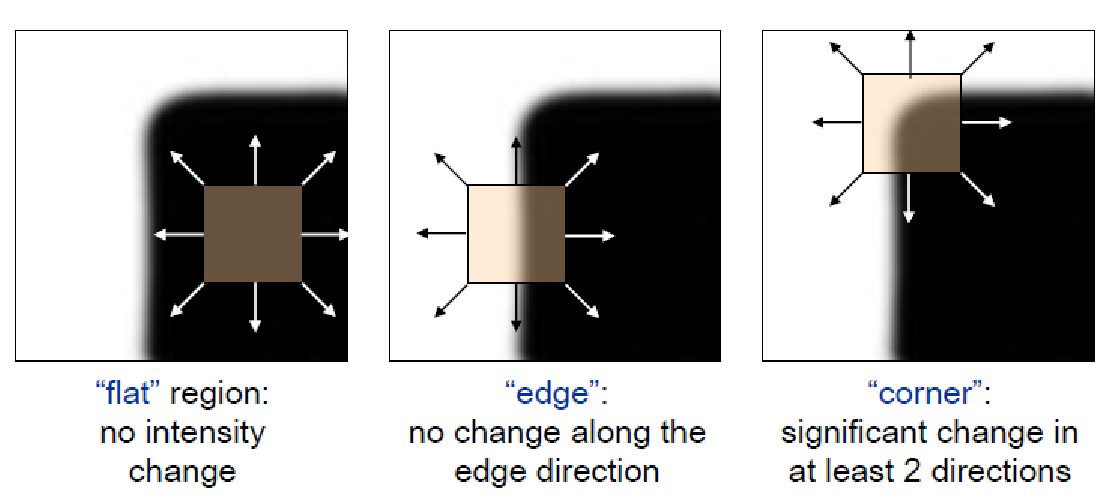 “flat” region:
no intensity
change
“edge”:
no change along the
edge direction
“corner”:
significant change in
at least 2 directions